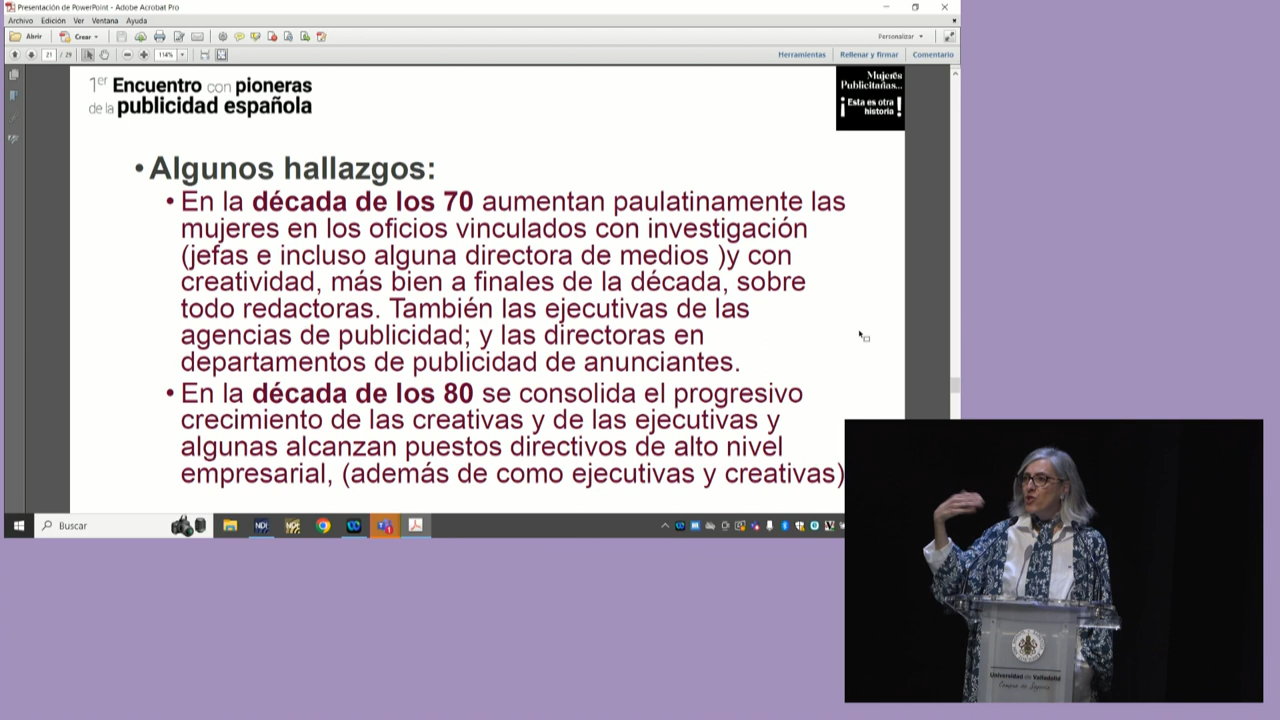 Presentación de PowerPoint - Adobe Acrobat Pro
Archivo Edición Ver Ventana Ayuda
Abrir Crear Personalizar
21 / 29 114% Herramientas Rellenar y firmar Comentario
1er Encuentro con pioneras
de la publicidad española
Mujeres
Publicitarias...
¡Esta es otra
historia!
• Algunos hallazgos:
• En la década de los 70 aumentan paulatinamente las
mujeres en los oficios vinculados con investigación
(jefas e incluso alguna directora de medios )y con
creatividad, más bien a finales de la década, sobre
todo redactoras. También las ejecutivas de las
agencias de publicidad; y las directoras en
departamentos de publicidad de anunciantes.
• En la década de los 80 se consolida el progresivo
crecimiento de las creativas y de las ejecutivas y
algunas alcanzan puestos directivos de alto nivel
empresarial, (además de como ejecutivas y creativas)
Buscar
Universidad de Valladolid
Campus de Segovia